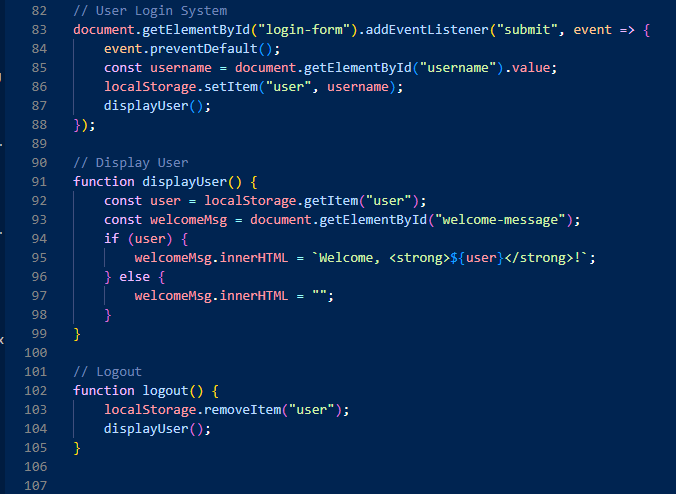 82 // User Login System
83 document.getElementById("login-form").addEventListener("submit", event => {
84     event.preventDefault();
85     const username = document.getElementById("username").value;
86     localStorage.setItem("user", username);
87     displayUser();
88 });
89
90 // Display User
91 function displayUser() {
92     const user = localStorage.getItem("user");
93     const welcomeMsg = document.getElementById("welcome-message");
94     if (user) {
95         welcomeMsg.innerHTML = `Welcome, <strong>${user}</strong>!`;
96     } else {
97         welcomeMsg.innerHTML = "";
98     }
99 }
100
101 // Logout
102 function logout() {
103     localStorage.removeItem("user");
104     displayUser();
105 }
106
107